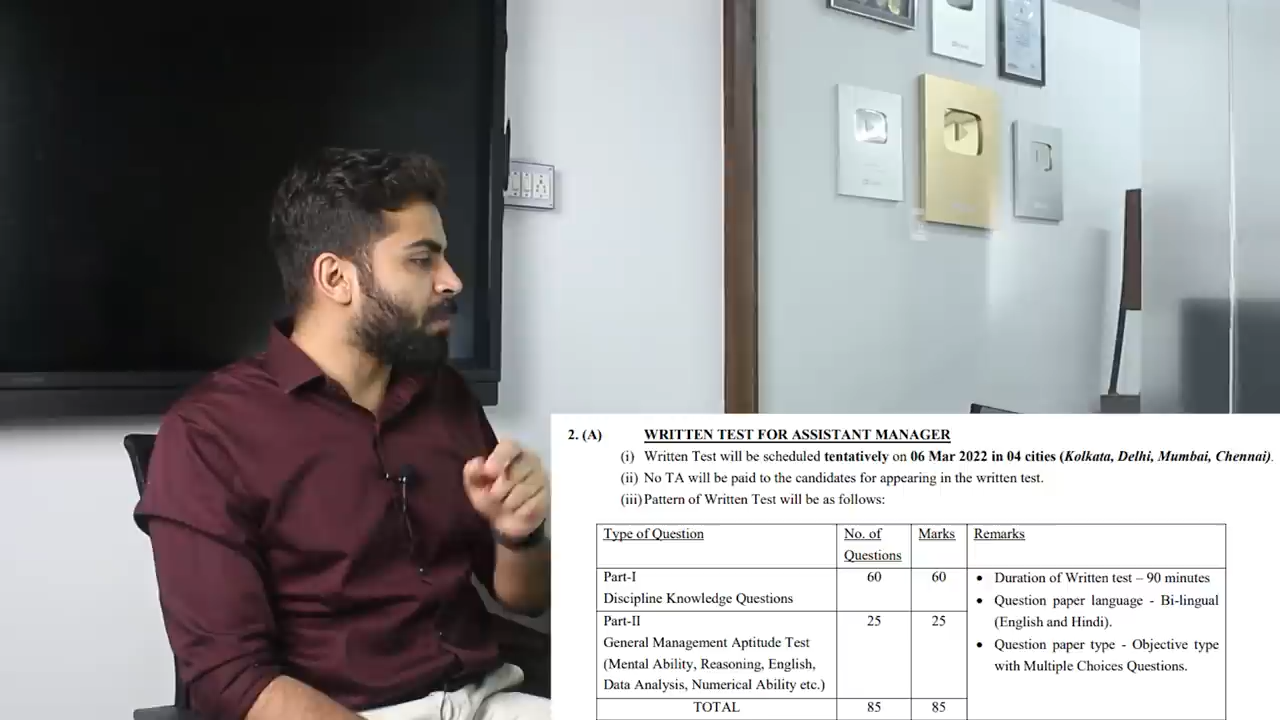 2. (A) WRITTEN TEST FOR ASSISTANT MANAGER
(i) Written Test will be scheduled tentatively on 06 Mar 2022 in 04 cities (Kolkata, Delhi, Mumbai, Chennai).
(ii) No TA will be paid to the candidates for appearing in the written test.
(iii) Pattern of Written Test will be as follows:
Type of Question No. of Questions Marks Remarks
Part-I 60 60
Discipline Knowledge Questions
Part-II 25 25
General Management Aptitude Test
(Mental Ability, Reasoning, English,
Data Analysis, Numerical Ability etc.)
• Duration of Written test – 90 minutes
• Question paper language - Bi-lingual
(English and Hindi).
• Question paper type - Objective type
with Multiple Choices Questions.
TOTAL 85 85